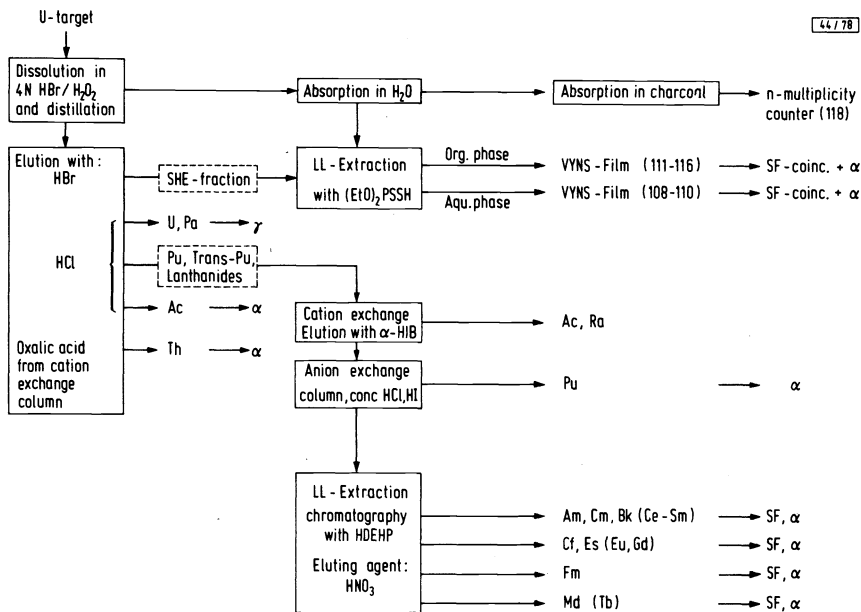 U-target
44/78
Dissolution in
4N HBr/H₂O₂
and distillation
Absorption in H₂O
Absorption in charcoal
n-multiplicity
counter (118)
Elution with:
HBr
SHE-fraction
LL-Extraction
with (EtO)₂PSSH
Org. phase
VYNS-Film (111-116)
SF-coinc. + α
Aqu. phase
VYNS-Film (108-110)
SF-coinc. + α
U, Pa
γ
HCl
Pu, Trans-Pu,
Lanthanides
Ac
α
Oxalic acid
from cation
exchange
column
Th
α
Cation exchange
Elution with α-HIB
Ac, Ra
Anion exchange
column, conc HCl, HI
Pu
α
LL-Extraction
chromatography
with HDEHP
Eluting agent:
HNO₃
Am, Cm, Bk (Ce-Sm)
SF, α
Cf, Es (Eu, Gd)
SF, α
Fm
SF, α
Md (Tb)
SF, α